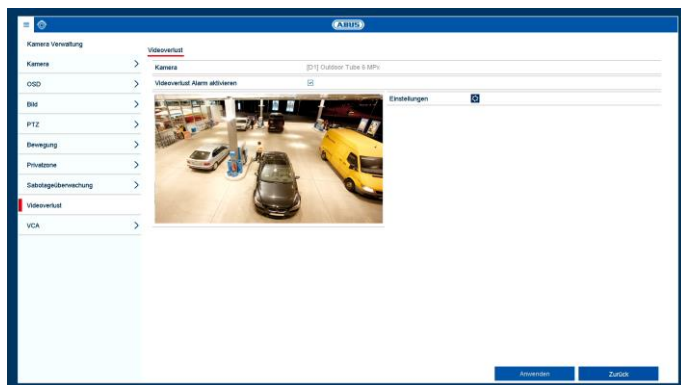 ABUS
Kamera Verwaltung
Videoverlust
Kamera
Kamera
[D1] Outdoor Tube 5 MPx
OSD
Videoverlust Alarm aktivieren
Bild
Einstellungen
PTZ
Bewegung
Privatzone
Sabotageüberwachung
Videoverlust
VCA
Anwenden
Zurück